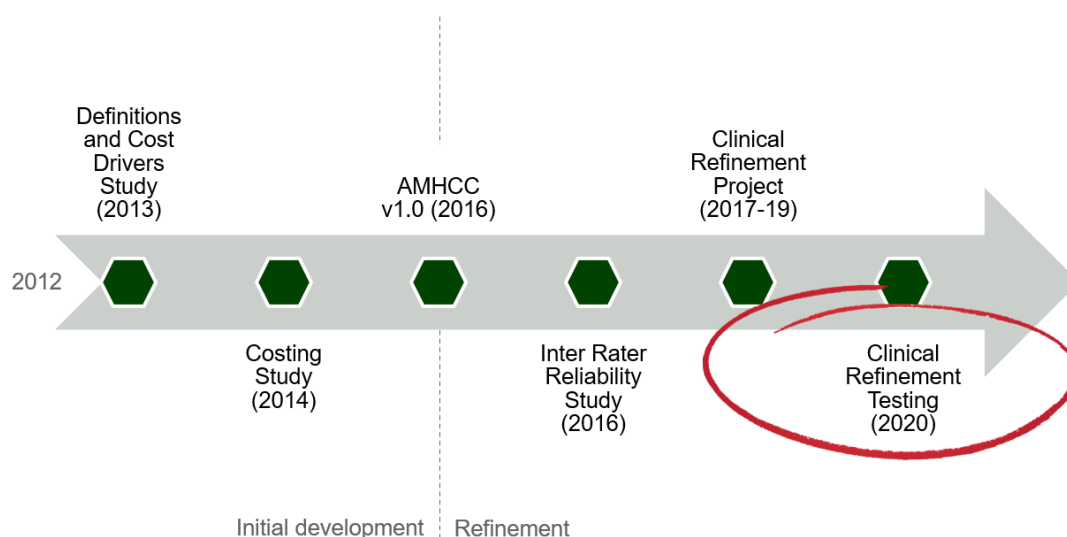 Definitions
and Cost
Drivers
Study
(2013)
AMHCC
v1.0 (2016)
Clinical
Refinement
Project
(2017-19)
2012
Costing
Study
(2014)
Inter Rater
Reliability
Study
(2016)
Clinical
Refinement
Testing
(2020)
Initial development
Refinement